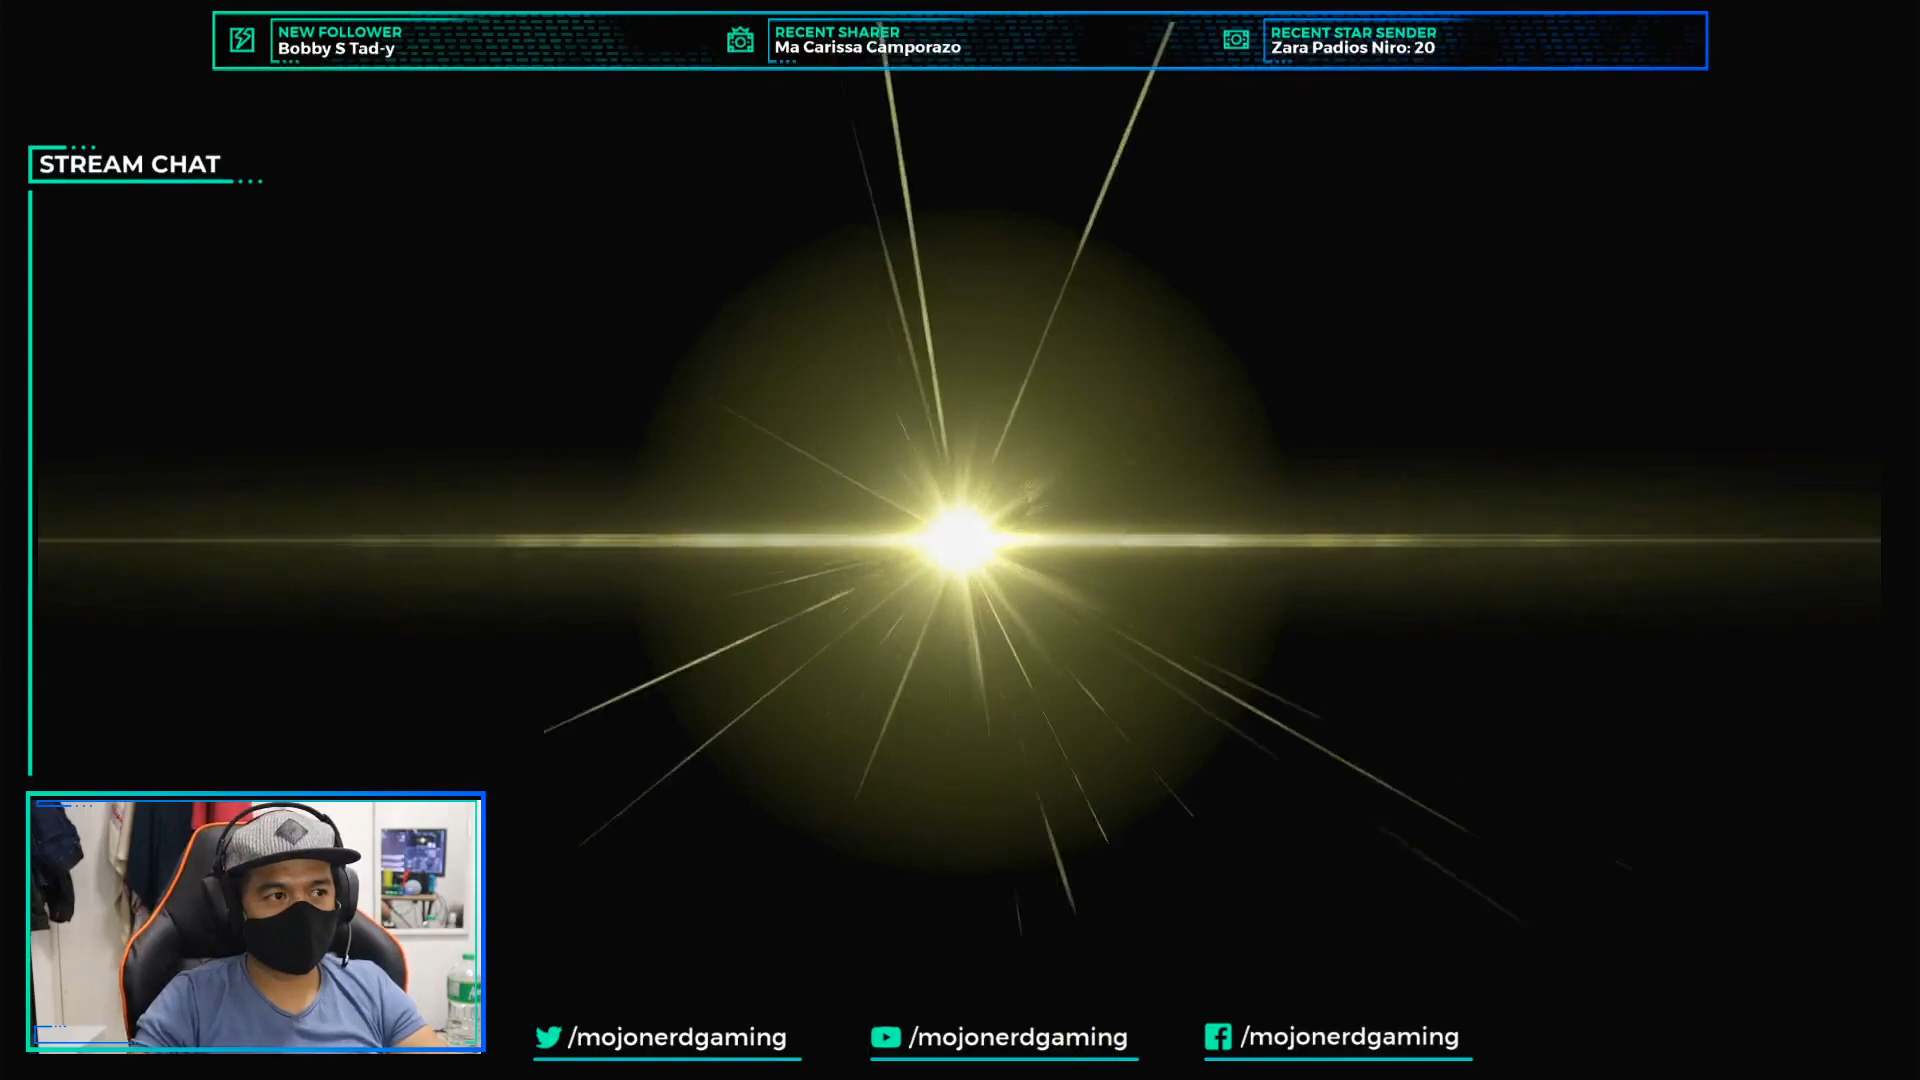 NEW FOLLOWER
Bobby S Tad-y
RECENT SHARER
Ma Carissa Camporazo
RECENT STAR SENDER
Zara Padios Niro: 20
STREAM CHAT
/mojonerdgaming
/mojonerdgaming
/mojonerdgaming